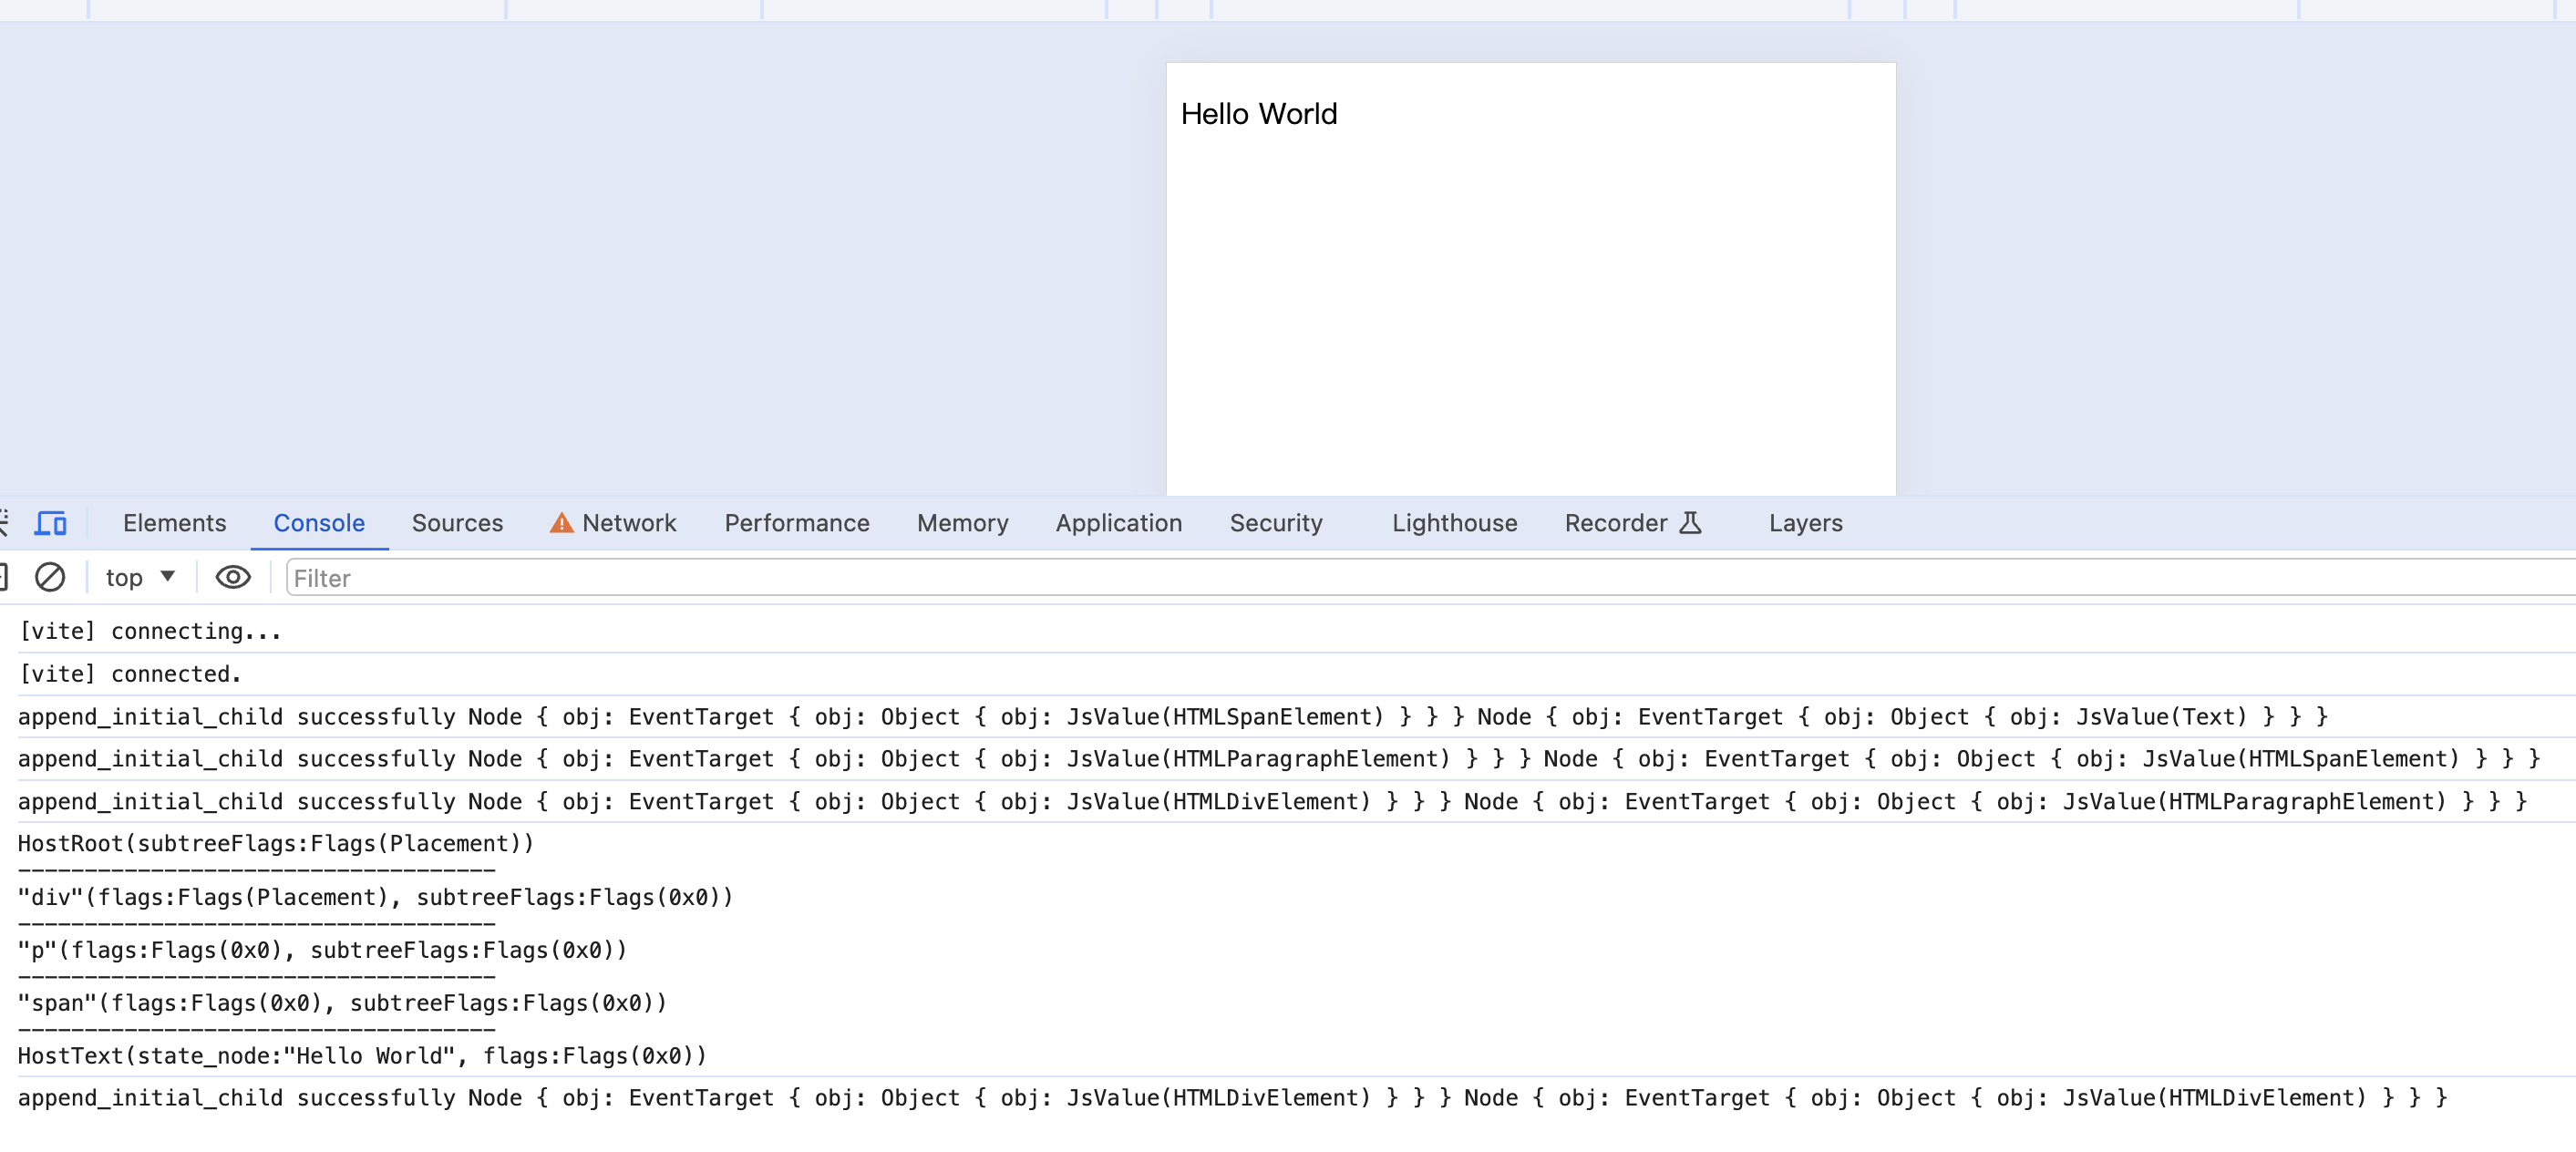 Hello World
Elements Console Sources Network Performance Memory Application Security Lighthouse Recorder Layers
top Filter
[vite] connecting...
[vite] connected.
append_initial_child successfully Node { obj: EventTarget { obj: Object { obj: JsValue(HTMLSpanElement) } } } Node { obj: EventTarget { obj: Object { obj: JsValue(Text) } } }
append_initial_child successfully Node { obj: EventTarget { obj: Object { obj: JsValue(HTMLParagraphElement) } } } Node { obj: EventTarget { obj: Object { obj: JsValue(HTMLSpanElement) } } }
append_initial_child successfully Node { obj: EventTarget { obj: Object { obj: JsValue(HTMLDivElement) } } } Node { obj: EventTarget { obj: Object { obj: JsValue(HTMLParagraphElement) } } }
HostRoot(subtreeFlags:Flags(Placement))
------------------------------------
"div"(flags:Flags(Placement), subtreeFlags:Flags(0x0))
------------------------------------
"p"(flags:Flags(0x0), subtreeFlags:Flags(0x0))
------------------------------------
"span"(flags:Flags(0x0), subtreeFlags:Flags(0x0))
------------------------------------
HostText(state_node:"Hello World", flags:Flags(0x0))
append_initial_child successfully Node { obj: EventTarget { obj: Object { obj: JsValue(HTMLDivElement) } } } Node { obj: EventTarget { obj: Object { obj: JsValue(HTMLDivElement) } } }